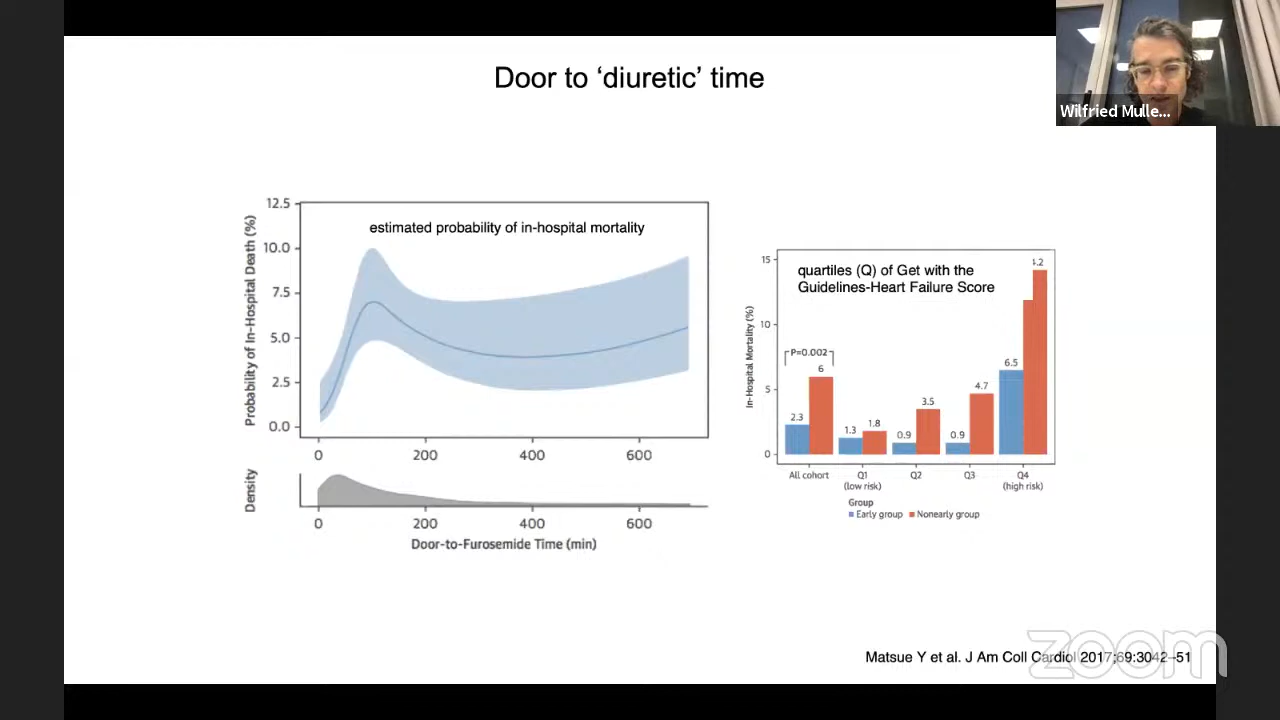 Door to ‘diuretic’ time
Wilfried Mulle...
12.5
10.0
7.5
5.0
2.5
0.0
Probability of In-Hospital Death (%)
estimated probability of in-hospital mortality
0 200 400 600
Density
0 200 400 600
Door-to-Furosemide Time (min)
15
10
5
0
In-Hospital Mortality (%)
quartiles (Q) of Get with the
Guidelines-Heart Failure Score
P=0.002
2.3 6 1.3 1.8 0.9 3.5 0.9 4.7 6.5
All cohort Q1 Q2 Q3 Q4
(low risk) (high risk)
Group
Early group Nonearly group
Matsue Y et al. J Am Coll Cardiol 2017;69:3042–51
zoom